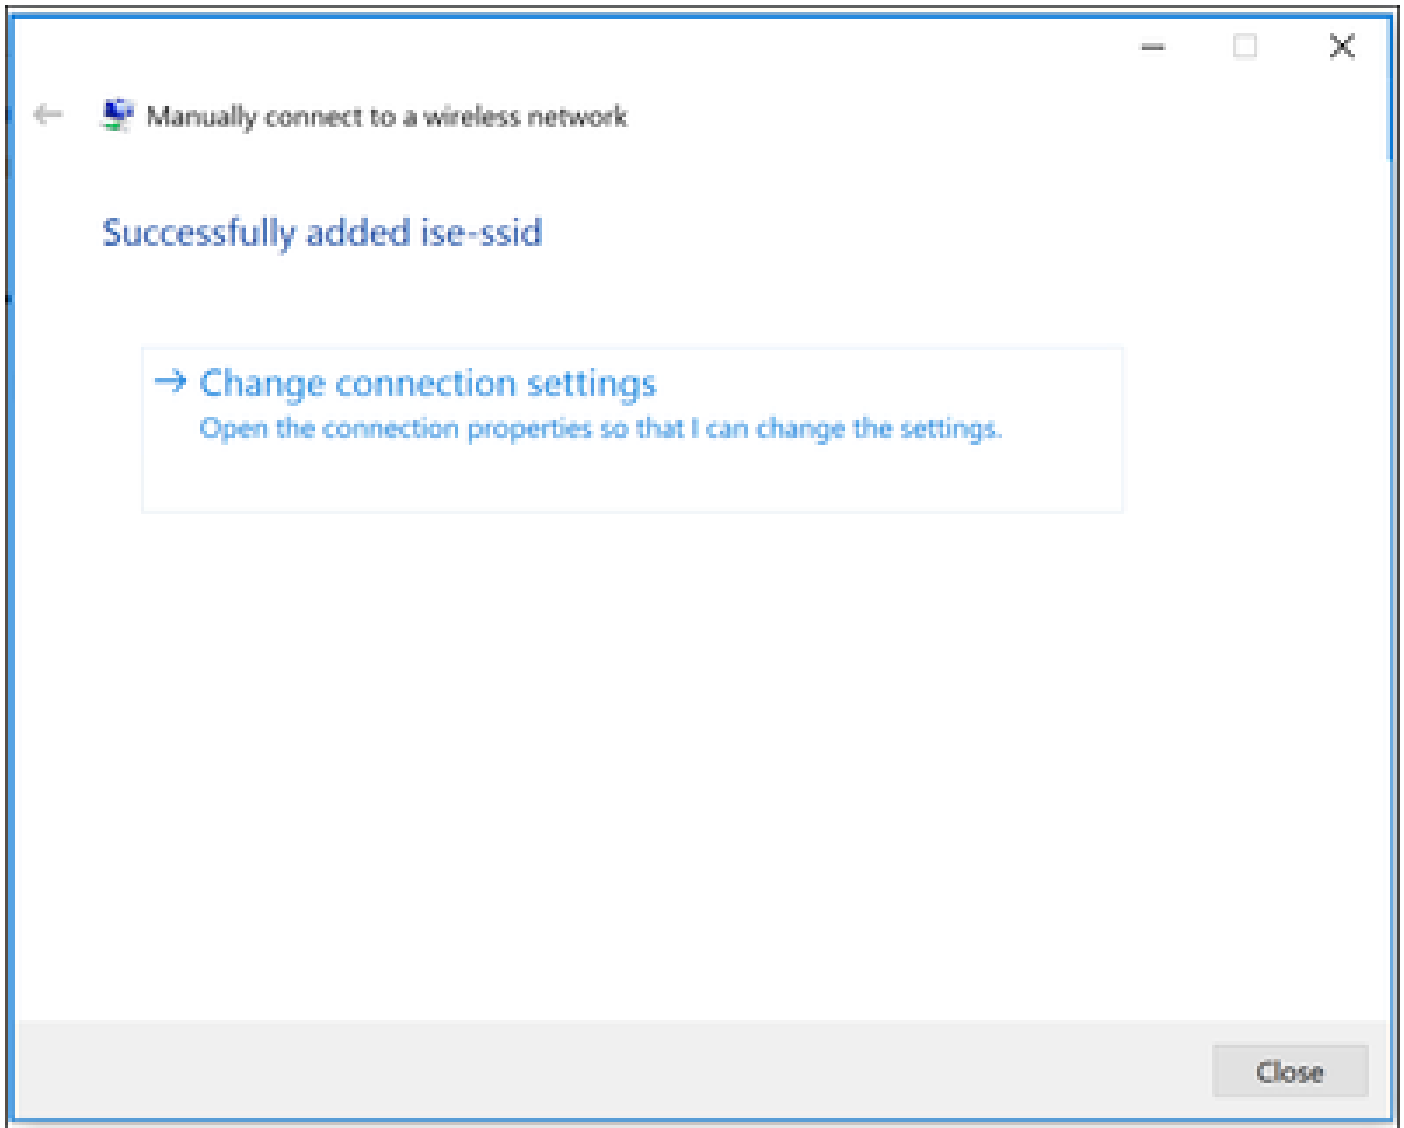 Manually connect to a wireless network
Successfully added ise-ssid
Change connection settings
Open the connection properties so that I can change the settings.
Close